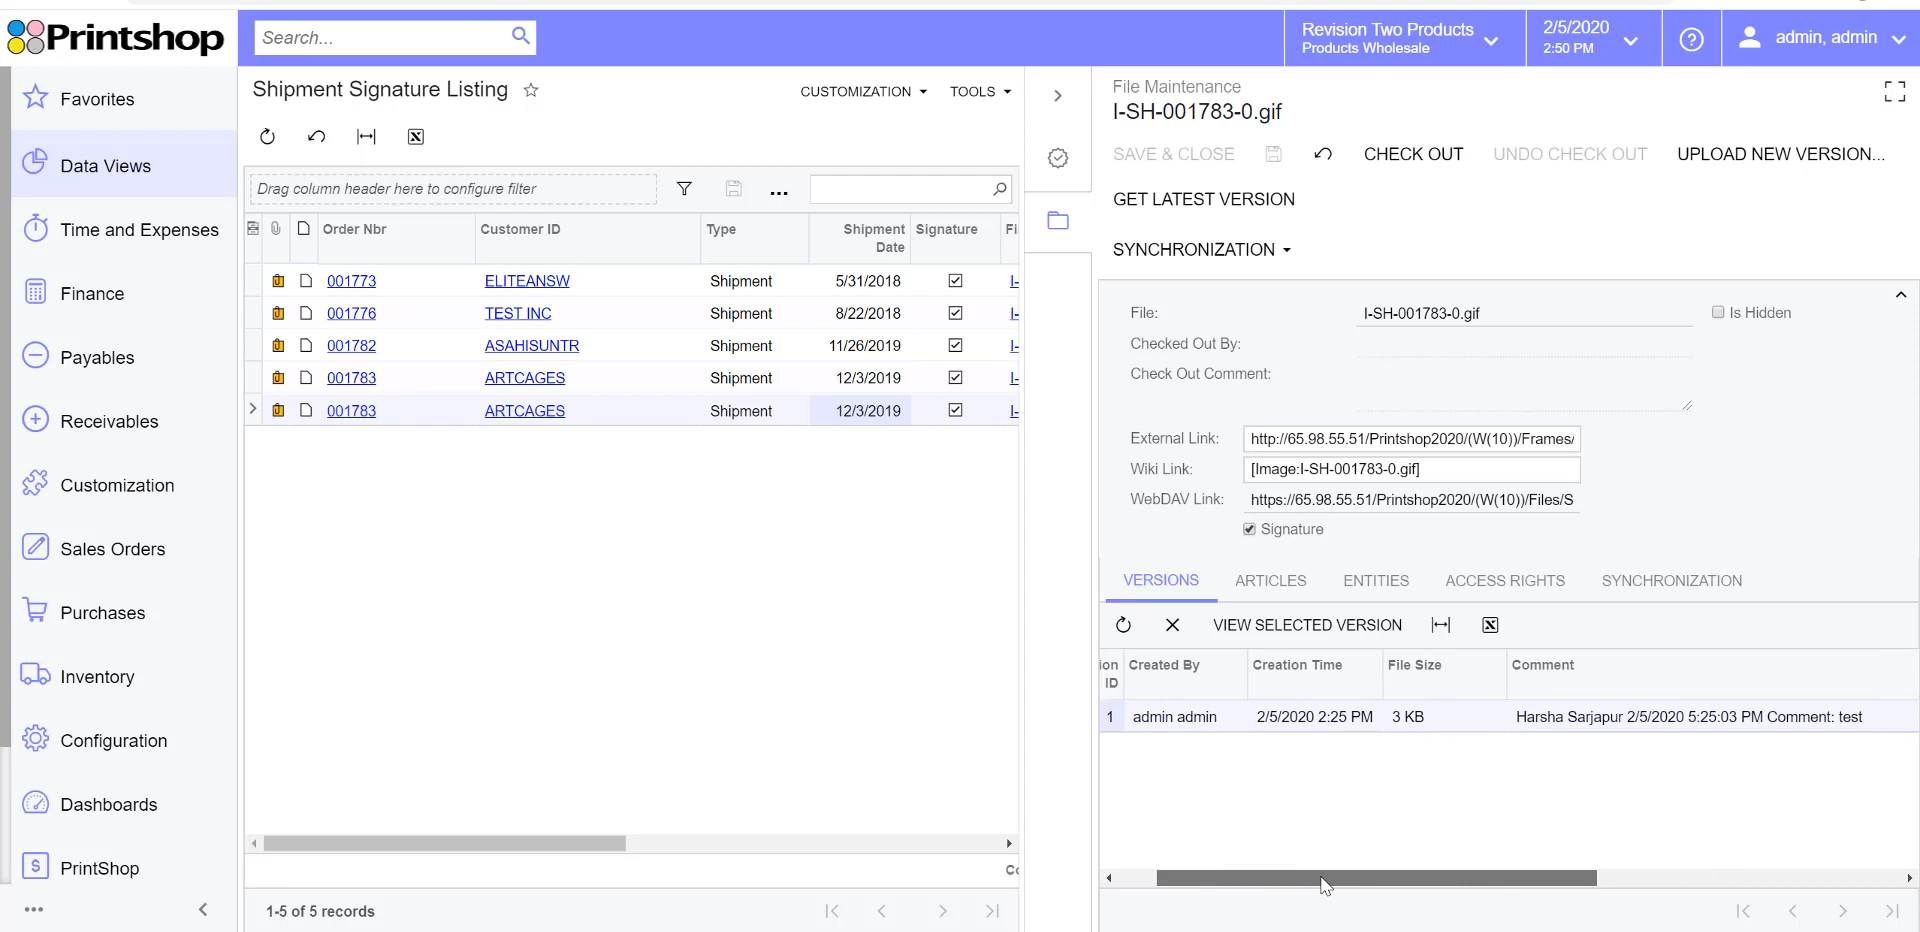 Printshop
Search...
Revision Two Products
Products Wholesale
2/5/2020
2:50 PM
?
admin, admin
Favorites
Data Views
Time and Expenses
Finance
Payables
Receivables
Customization
Sales Orders
Purchases
Inventory
Configuration
Dashboards
$ PrintShop
Shipment Signature Listing
CUSTOMIZATION
TOOLS
Drag column header here to configure filter
Order Nbr Customer ID Type Shipment Date Signature Fi
001773 ELITEANSW Shipment 5/31/2018 I-
001776 TEST INC Shipment 8/22/2018 I-
001782 ASAHISUNTR Shipment 11/26/2019 I-
001783 ARTCAGES Shipment 12/3/2019 I-
001783 ARTCAGES Shipment 12/3/2019 I-
1-5 of 5 records
File Maintenance
I-SH-001783-0.gif
SAVE & CLOSE CHECK OUT UNDO CHECK OUT UPLOAD NEW VERSION...
GET LATEST VERSION
SYNCHRONIZATION
File: I-SH-001783-0.gif Is Hidden
Checked Out By:
Check Out Comment:
External Link: http://65.98.55.51/Printshop2020/(W(10))/Frames/
Wiki Link: [Image:I-SH-001783-0.gif]
WebDAV Link: https://65.98.55.51/Printshop2020/(W(10))/Files/S
Signature
VERSIONS ARTICLES ENTITIES ACCESS RIGHTS SYNCHRONIZATION
VIEW SELECTED VERSION
ion ID Created By Creation Time File Size Comment
1 admin admin 2/5/2020 2:25 PM 3 KB Harsha Sarjapur 2/5/2020 5:25:03 PM Comment: test